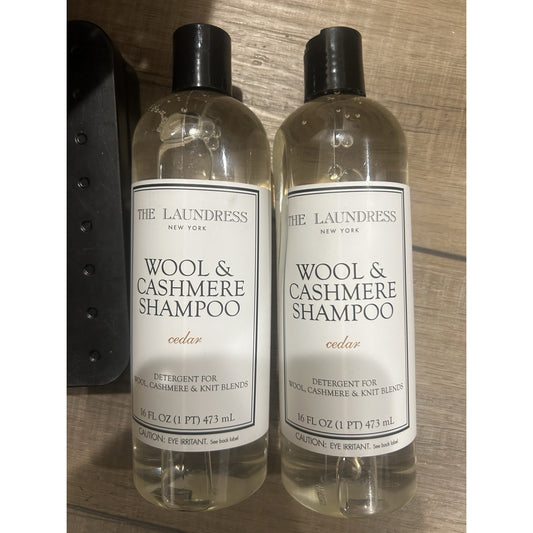 THE LAUNDRESS
NEW YORK
WOOL &
CASHMERE
SHAMPOO
cedar
DETERGENT FOR
WOOL, CASHMERE & KNIT BLENDS
16 FL OZ (1 PT) 473 mL
CAUTION: EYE IRRITANT. See back label
THE LAUNDRESS
NEW YORK
WOOL &
CASHMERE
SHAMPOO
cedar
DETERGENT FOR
WOOL, CASHMERE & KNIT BLENDS
16 FL OZ (1 PT) 473 mL
CAUTION: EYE IRRITANT. See back label